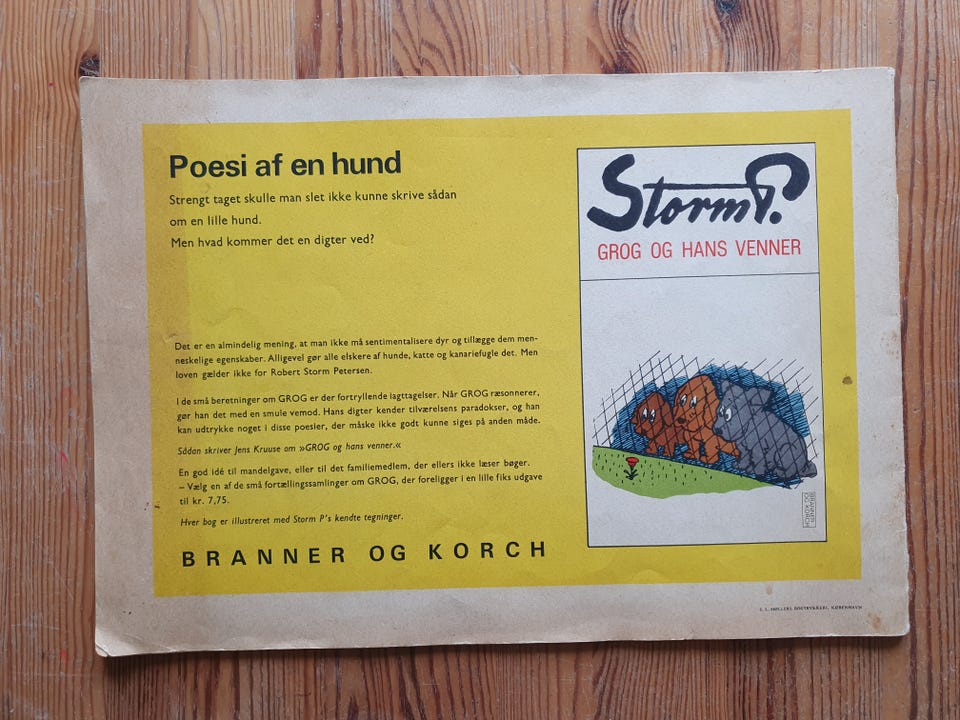 Poesi af en hund
Strengt taget skulle man slet ikke kunne skrive sådan
om en lille hund.
Men hvad kommer det en digter ved?
Det er en almindelig mening, at man ikke må sentimentalisere dyr og tillægge dem men-
neskelige egenskaber. Alligevel gør alle elskere af hunde, katte og kanariefugle det. Men
loven gælder ikke for Robert Storm Petersen.
I de små beretninger om GROG er der fortryllende iagttagelser. Når GROG ræsonnerer,
gør han det med en smule vemod. Hans digter kender tilværelsens paradokser, og han
kan udtrykke noget i disse poesier, der måske ikke godt kunne siges på anden måde.
Sådan skriver Jens Kruuse om »GROG og hans venner.«
En god idé til mandelgave, eller til det familiemedlem, der ellers ikke læser bøger.
– Vælg en af de små fortællingssamlinger om GROG, der foreligger i en lille fiks udgave
til kr. 7,75.
Hver bog er illustreret med Storm P's kendte tegninger.
BRANNER OG KORCH
Storm P.
GROG OG HANS VENNER
BRANNER
OG KORCH
S. L. MØLLERS BOGTRYKKERI, KØBENHAVN